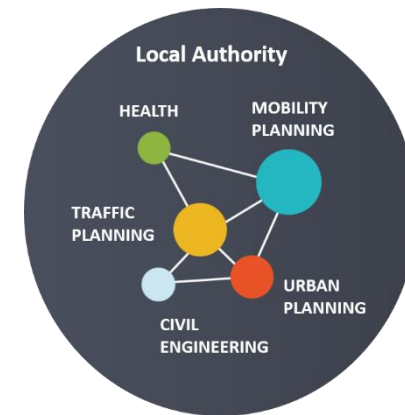 Local Authority
HEALTH
MOBILITY
PLANNING
TRAFFIC
PLANNING
URBAN
PLANNING
CIVIL
ENGINEERING